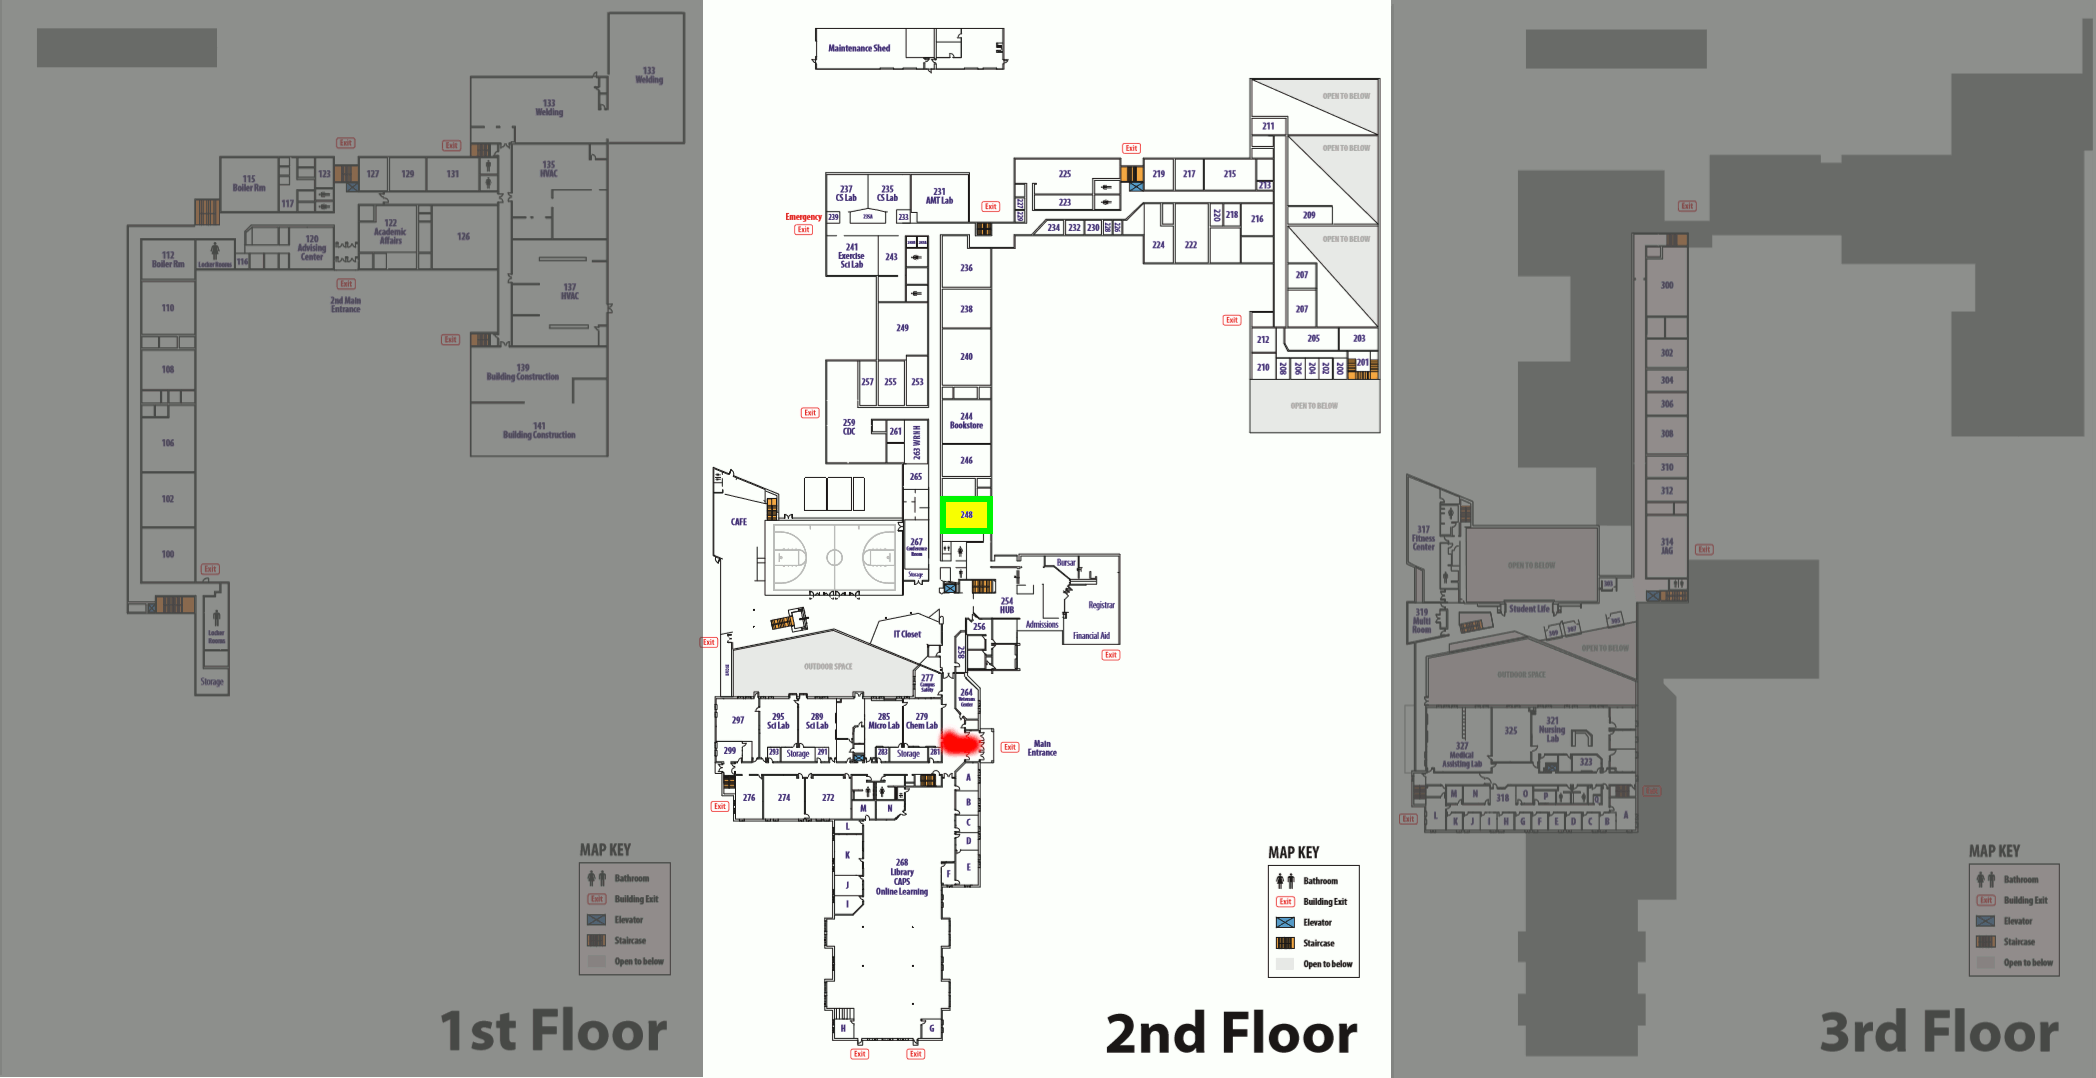 133
Welding
133
Welding
Exit
Exit
115
Boiler Rm
123
127
129
131
135
HVAC
117
122
Academic
Affairs
120
Advising
Center
126
112
Boiler Rm
Locker Rooms
116
Exit
2nd Main
Entrance
137
HVAC
110
108
Exit
139
Building Construction
141
Building Construction
106
102
100
Exit
Locker
Rooms
Storage
MAP KEY
Bathroom
Exit
Building Exit
Elevator
Staircase
Open to below
1st Floor
Maintenance Shed
OPEN TO BELOW
211
OPEN TO BELOW
Exit
225
219
217
215
213
237
CS Lab
235
CS Lab
231
AMT Lab
227
229
223
Exit
Emergency
Exit
239
235A
233
234
232
230
228
226
220
218
216
209
224
222
OPEN TO BELOW
241
Exercise
Sci Lab
243
236
207
207
238
249
Exit
212
205
203
240
257
255
253
210
208
206
204
202
200
201
OPEN TO BELOW
Exit
259
CDC
261
263 WRNH
244
Bookstore
246
265
248
CAFE
267
Conference
Room
Storage
Bursar
254
HUB
Registrar
Admissions
Financial Aid
256
258
Exit
IT Closet
Exit
OUTDOOR SPACE
277
Campus
Safety
264
Veterans
Center
297
295
Sci Lab
289
Sci Lab
285
Micro Lab
279
Chem Lab
299
293
Storage
291
283
Storage
281
Exit
Main
Entrance
276
274
272
M
N
A
B
C
D
E
F
Exit
L
K
J
I
268
Library
CAPS
Online Learning
H
G
Exit
Exit
MAP KEY
Bathroom
Exit
Building Exit
Elevator
Staircase
Open to below
2nd Floor
Exit
300
302
304
306
308
310
312
314
JAG
Exit
317
Fitness
Center
OPEN TO BELOW
303
Student Life
319
Multi
Room
309
307
305
OPEN TO BELOW
OUTDOOR SPACE
327
Medical
Assisting Lab
325
321
Nursing
Lab
323
Exit
M
N
318
O
P
L
K
J
I
H
G
F
E
D
C
B
A
Exit
MAP KEY
Bathroom
Exit
Building Exit
Elevator
Staircase
Open to below
3rd Floor